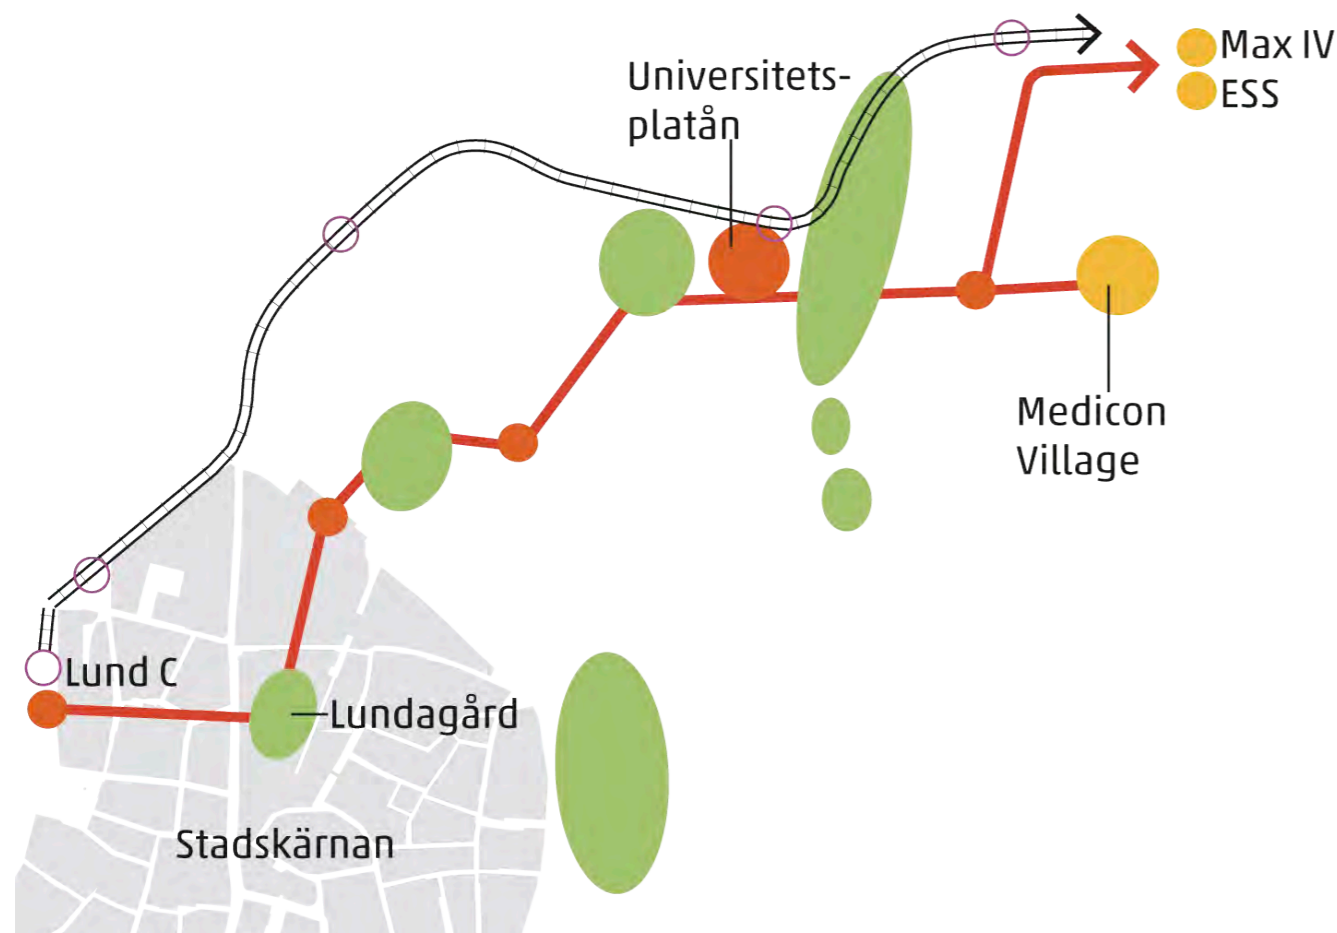 Universitets-
platån
Max IV
ESS
Medicon
Village
Lund C
Lundagård
Stadskärnan